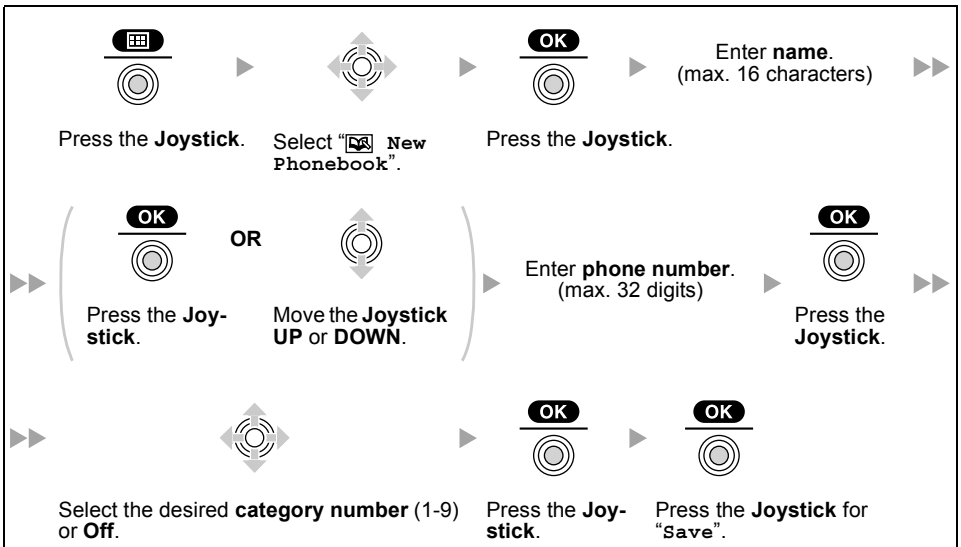 OK
Enter name.
(max. 16 characters)
Press the Joystick.
Select “ New
Phonebook”.
Press the Joystick.
OK
OR
OK
Enter phone number.
(max. 32 digits)
Press the Joy-
stick.
Move the Joystick
UP or DOWN.
Press the
Joystick.
OK
OK
Select the desired category number (1-9)
or Off.
Press the Joy-
stick.
Press the Joystick for
“Save”.